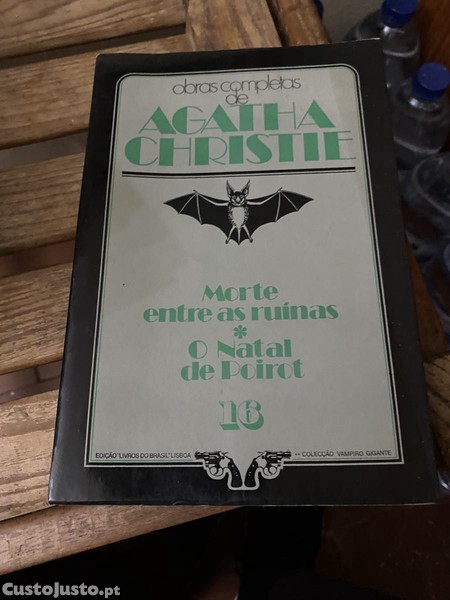 obras completas
de
AGATHA
CHRISTIE
Morte
entre as ruínas
*
O Natal
de Poirot
16
EDIÇÃO "LIVROS DO BRASIL" LISBOA
•• COLECÇÃO VAMPIRO GIGANTE
CustoJusto.pt